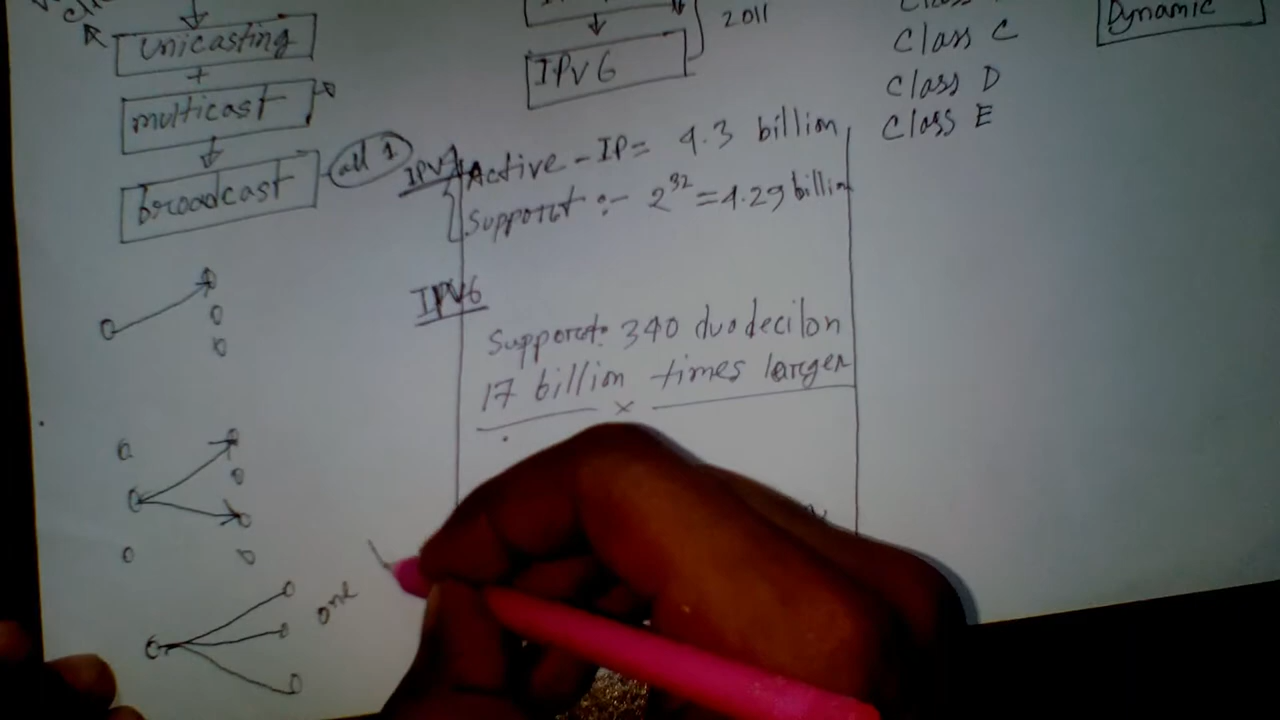 unicasting
+
multicast
broadcast
all 1
2011
IPv6
Class C
Class D
Class E
Dynamic
Active - IP = 4.3 billion
Support :- 2^32 = 4.29 billion
IPV6
Support: 340 duodecilon
17 billion times larger
x
one